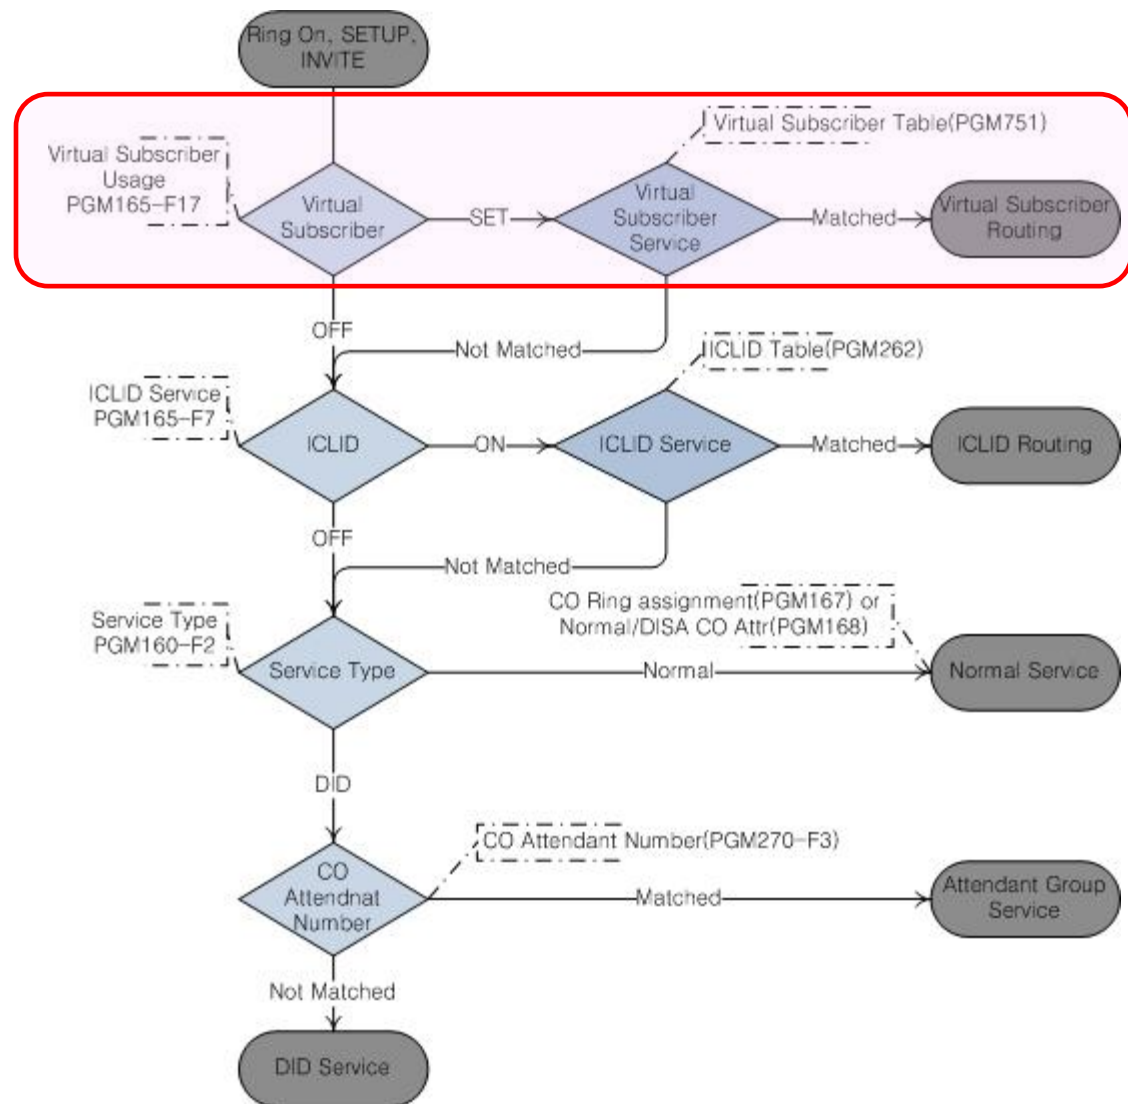 Ring On, SETUP,
INVITE
Virtual Subscriber Table(PGM751)
Virtual Subscriber
Usage
PGM165-F17
Virtual
Subscriber
SET
Virtual
Subscriber
Service
Matched
Virtual Subscriber
Routing
OFF
Not Matched
ICLID Table(PGM262)
ICLID Service
PGM165-F7
ICLID
ON
ICLID Service
Matched
ICLID Routing
OFF
Not Matched
CO Ring assignment(PGM167) or
Normal/DISA CO Attr(PGM168)
Service Type
PGM160-F2
Service Type
Normal
Normal Service
DID
CO Attendant Number(PGM270-F3)
CO
Attendnat
Number
Matched
Attendant Group
Service
Not Matched
DID Service